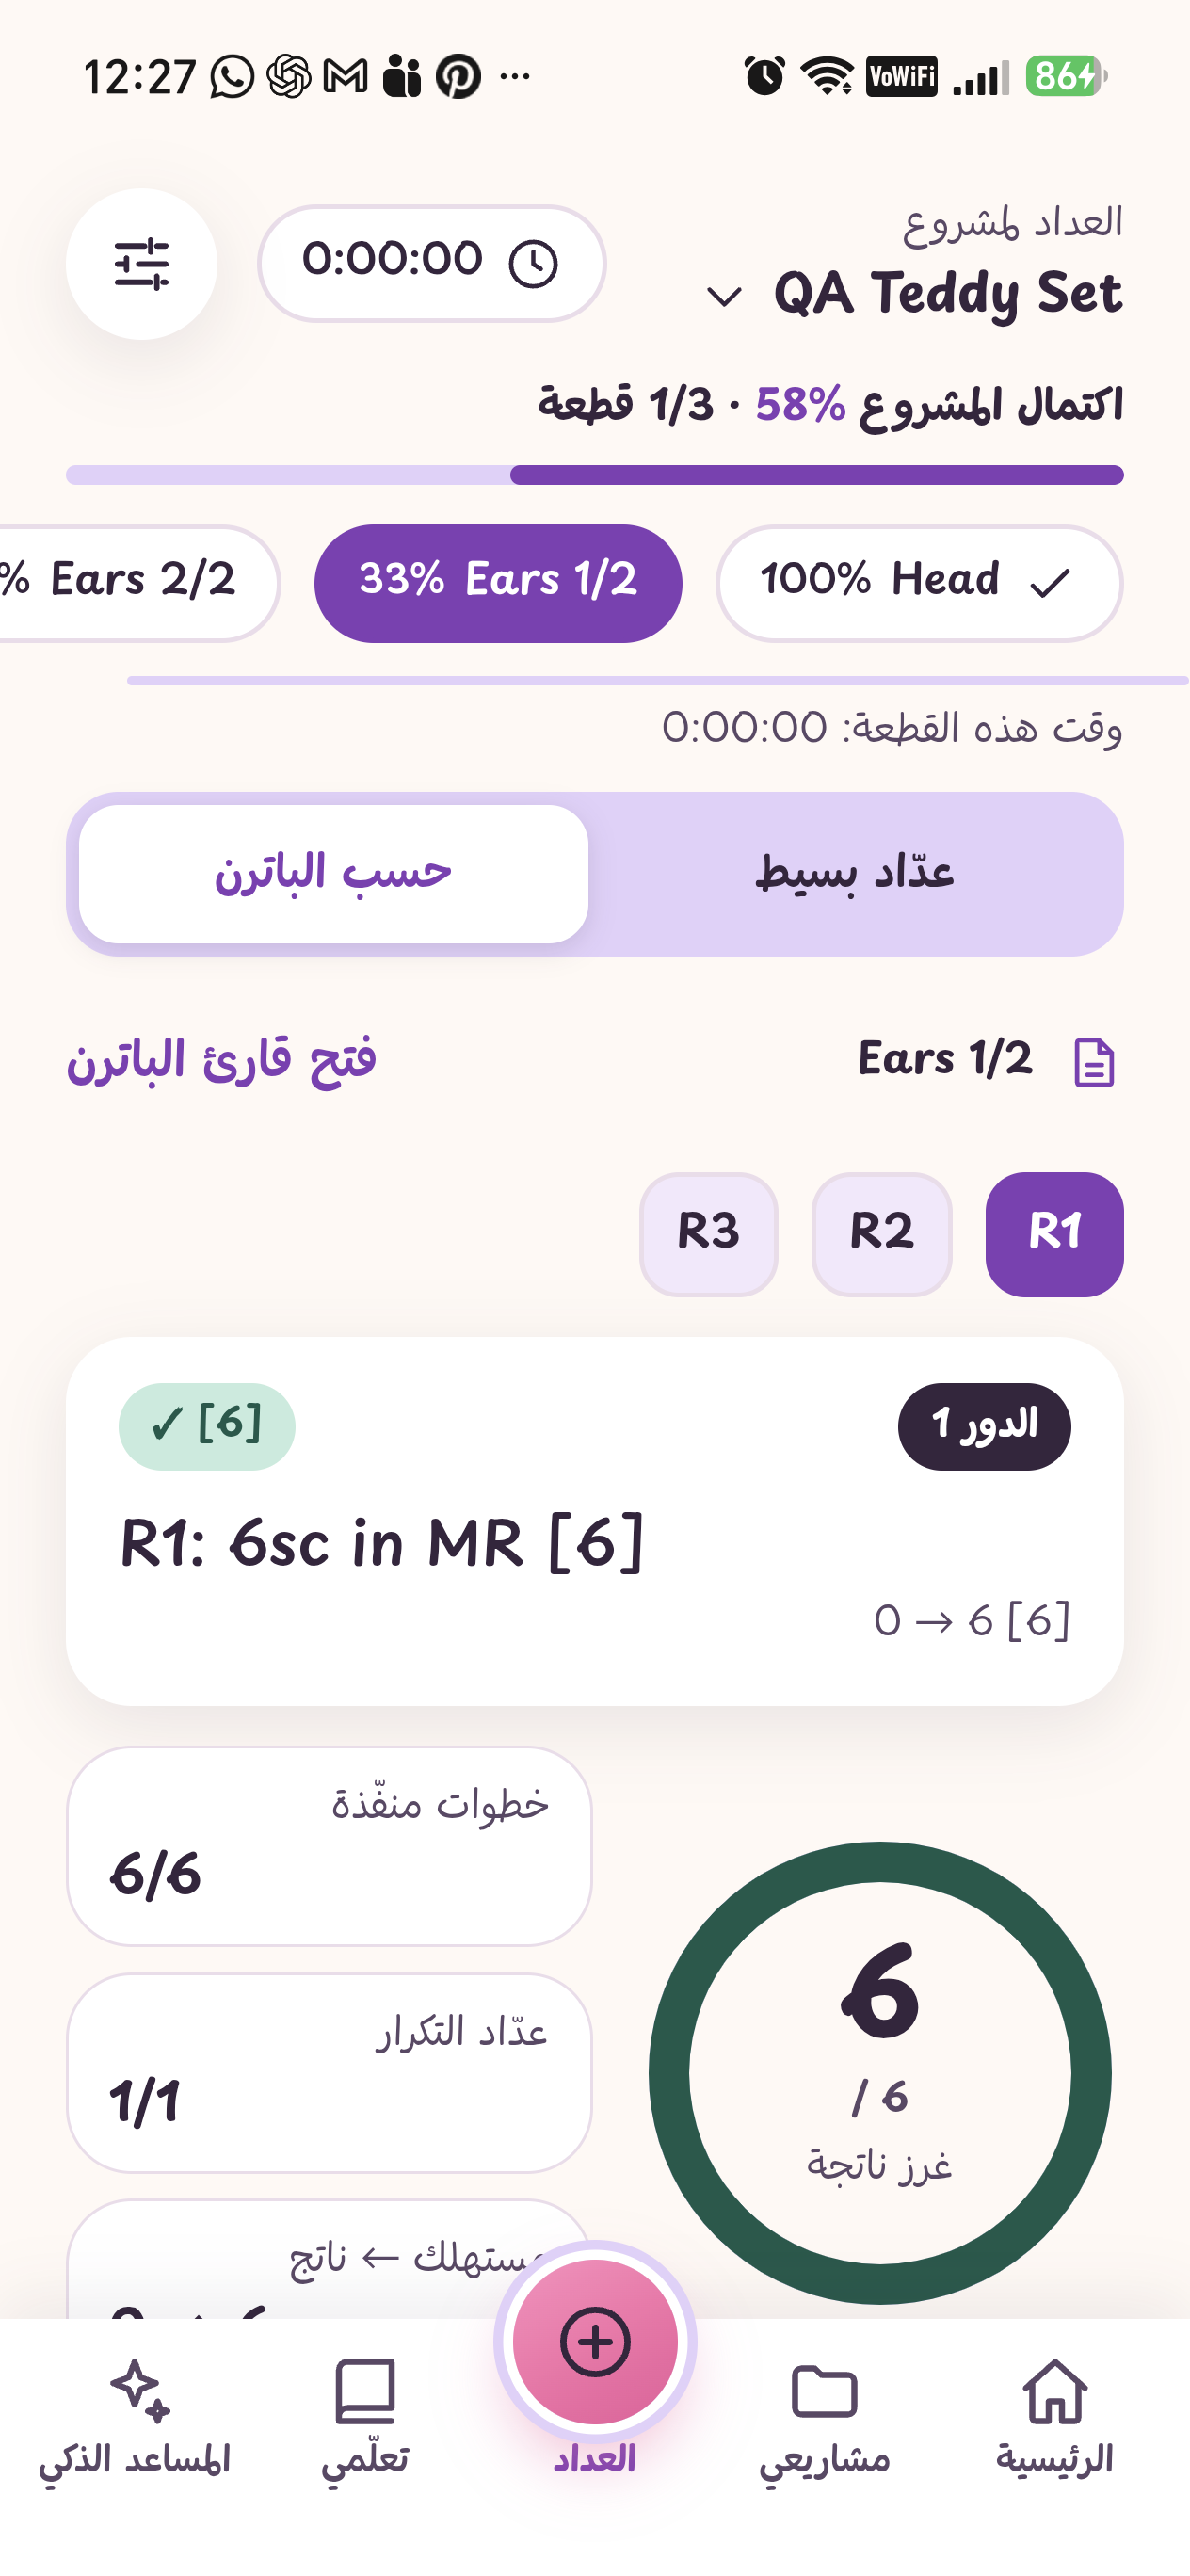 12:27 ... VoWiFi 86
العداد لمشروع
QA Teddy Set
0:00:00
اكتمال المشروع 58% · 1/3 قطعة
Head 100%
Ears 1/2 33%
Ears 2/2 %
وقت هذه القطعة: 0:00:00
عدّاد بسيط
حسب الباترن
Ears 1/2
فتح قارئ الباترن
R1 R2 R3
الدور 1
[6] ✓
R1: 6sc in MR [6]
0 → 6 [6]
خطوات منفّذة
6/6
6
/ 6
غرز ناتجة
عدّاد التكرار
1/1
مستهلك ← ناتج
الرئيسية
مشاريعي
العداد
تعلّمي
المساعد الذكي